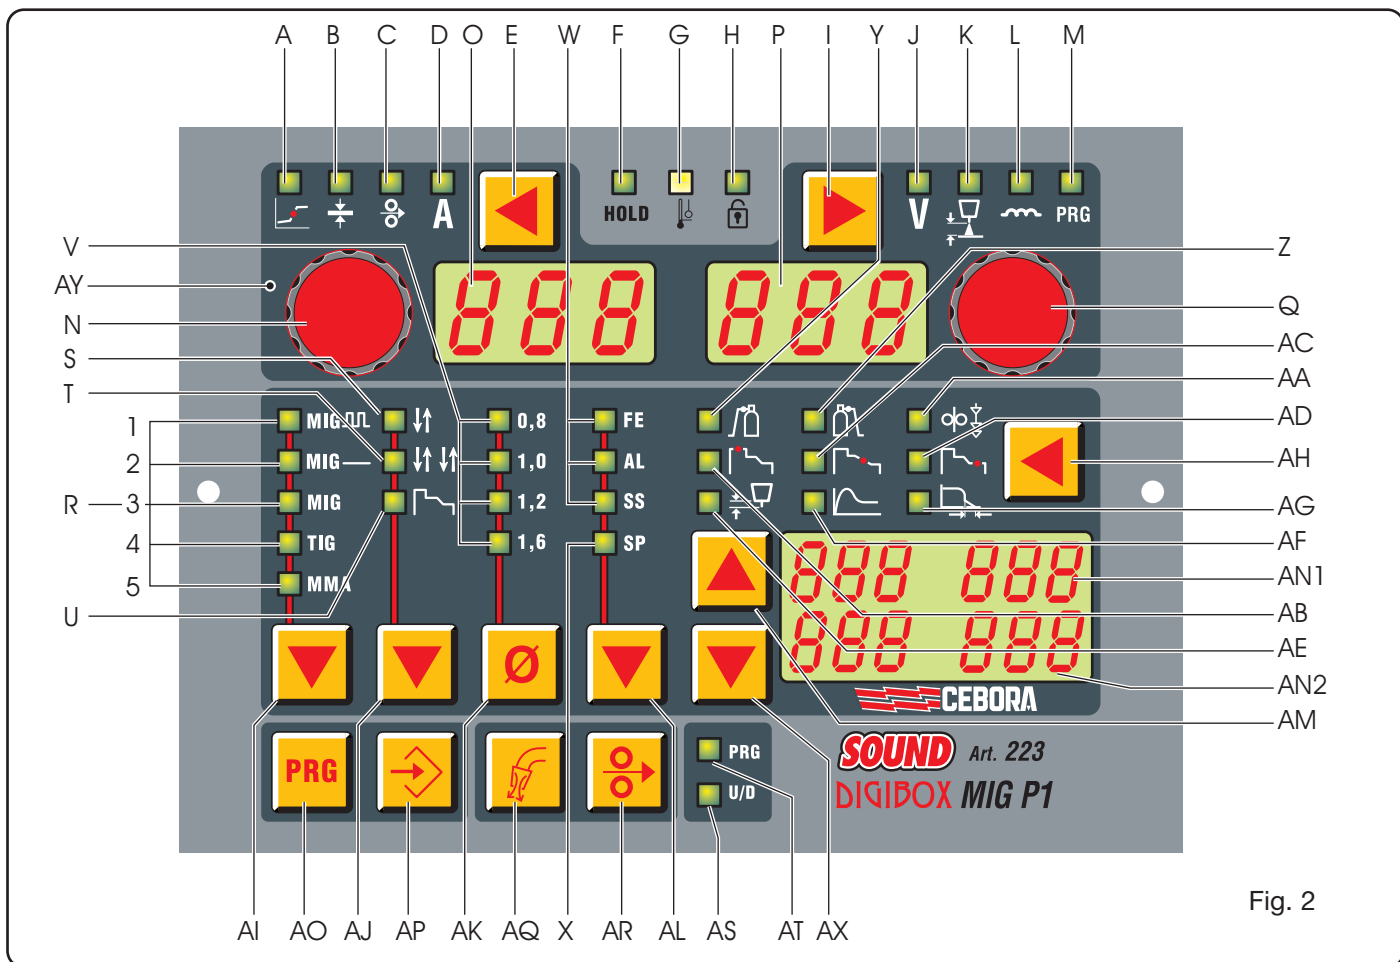 A B C D O E W F G H P I Y J K L M
A HOLD V PRG
V
AY
N
S
T
Z
Q
AC
AA
AD
AH
AG
AF
AN1
AB
AE
AN2
AM
888 888
1 MIG 0,8 FE
2 MIG 1,0 AL
R 3 MIG 1,2 SS
4 TIG 1,6 SP
5 MMA
U
888 888
888 888
Ø
CEBORA
PRG
PRG
U/D
SOUND Art. 223
DIGIBOX MIG P1
AI AO AJ AP AK AQ X AR AL AS AT AX
Fig. 2